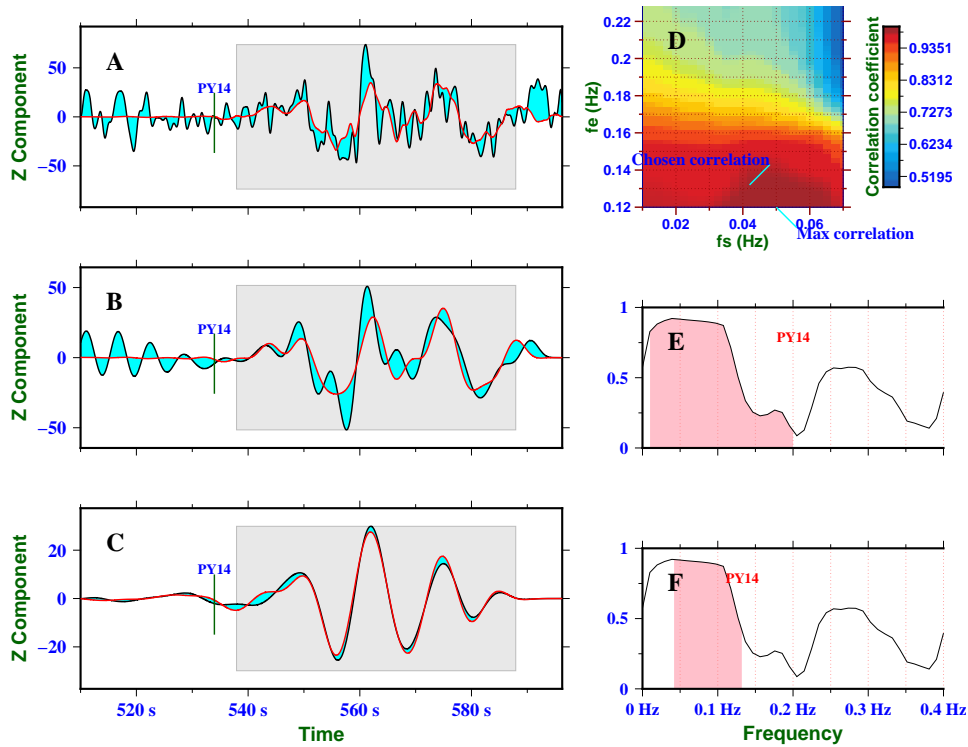 A
PY14
Z Component
50
0
−50
B
PY14
Z Component
50
0
−50
C
PY14
Z Component
20
0
−20
520 s
540 s
560 s
580 s
Time
D
fe (Hz)
0.22
0.2
0.18
0.16
0.14
0.12
0.02
0.04
0.06
fs (Hz)
Chosen correlation
Max correlation
Correlation coefficient
0.9351
0.8312
0.7273
0.6234
0.5195
E
PY14
1
0.5
0
F
PY14
1
0.5
0
0 Hz
0.1 Hz
0.2 Hz
0.3 Hz
0.4 Hz
Frequency